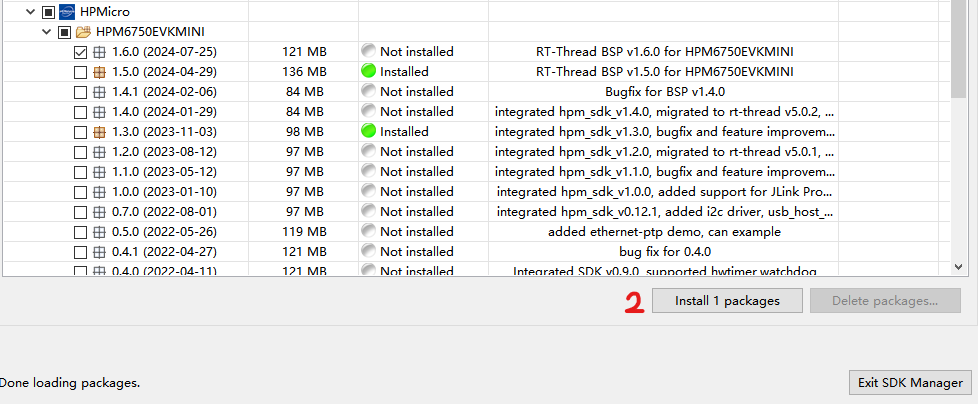 HPMicro
HPM6750EVKMINI
1.6.0 (2024-07-25) 121 MB Not installed RT-Thread BSP v1.6.0 for HPM6750EVKMINI
1.5.0 (2024-04-29) 136 MB Installed RT-Thread BSP v1.5.0 for HPM6750EVKMINI
1.4.1 (2024-02-06) 84 MB Not installed Bugfix for BSP v1.4.0
1.4.0 (2024-01-29) 84 MB Not installed integrated hpm_sdk_v1.4.0, migrated to rt-thread v5.0.2, ...
1.3.0 (2023-11-03) 98 MB Installed integrated hpm_sdk_v1.3.0, bugfix and feature improvem...
1.2.0 (2023-08-12) 97 MB Not installed integrated hpm_sdk_v1.2.0, migrated to rt-thread v5.0.1, ...
1.1.0 (2023-05-12) 97 MB Not installed integrated hpm_sdk_v1.1.0, bugfix and feature improvem...
1.0.0 (2023-01-10) 97 MB Not installed integrated hpm_sdk_v1.0.0, added support for JLink Pro...
0.7.0 (2022-08-01) 97 MB Not installed integrated hpm_sdk_v0.12.1, added i2c driver, usb_host_...
0.5.0 (2022-05-26) 119 MB Not installed added ethernet-ptp demo, can example
0.4.1 (2022-04-27) 121 MB Not installed bug fix for 0.4.0
0.4.0 (2022-04-11) 121 MB Not installed Integrated SDK v0.9.0, supported hwtimer watchdog
2 Install 1 packages Delete packages...
Done loading packages. Exit SDK Manager